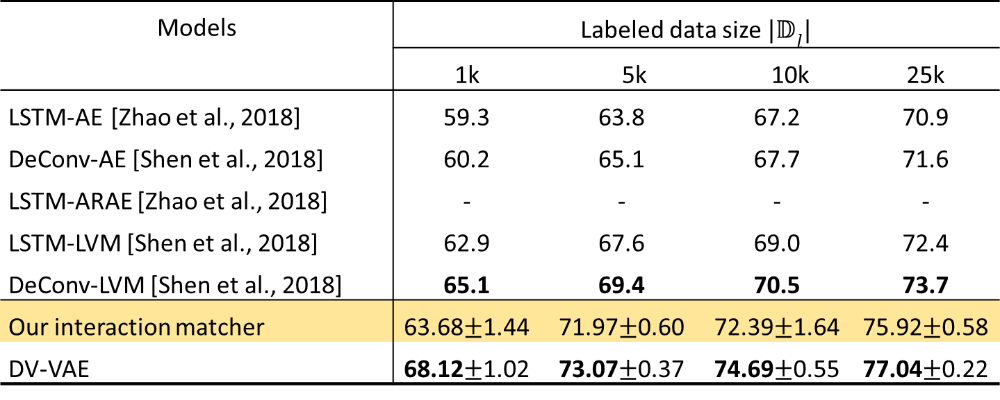 Models Labeled data size |𝔻l|
1k 5k 10k 25k
LSTM-AE [Zhao et al., 2018] 59.3 63.8 67.2 70.9
DeConv-AE [Shen et al., 2018] 60.2 65.1 67.7 71.6
LSTM-ARAE [Zhao et al., 2018] - - - -
LSTM-LVM [Shen et al., 2018] 62.9 67.6 69.0 72.4
DeConv-LVM [Shen et al., 2018] 65.1 69.4 70.5 73.7
Our interaction matcher 63.68±1.44 71.97±0.60 72.39±1.64 75.92±0.58
DV-VAE 68.12±1.02 73.07±0.37 74.69±0.55 77.04±0.22